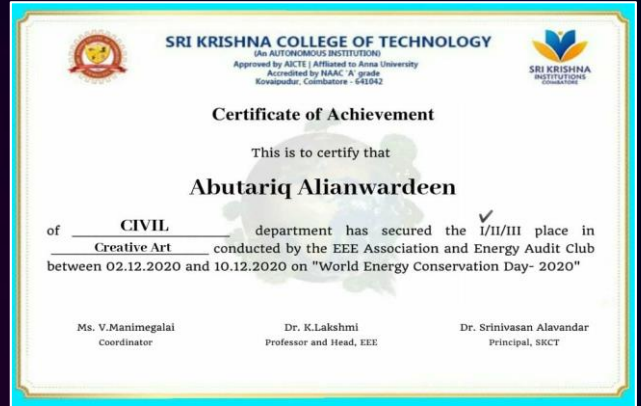 SRI KRISHNA COLLEGE OF TECHNOLOGY
(An AUTONOMOUS INSTITUTION)
Approved by AICTE | Affliated to Anna University
Accredited by NAAC 'A' grade
Kovaipudur, Coimbatore - 641042
SRI KRISHNA
INSTITUTIONS
COIMBATORE
Certificate of Achievement
This is to certify that
Abutariq Alianwardeen
of CIVIL department has secured the I/II/III place in
Creative Art conducted by the EEE Association and Energy Audit Club
between 02.12.2020 and 10.12.2020 on "World Energy Conservation Day- 2020"
Ms. V.Manimegalai
Coordinator
Dr. K.Lakshmi
Professor and Head, EEE
Dr. Srinivasan Alavandar
Principal, SKCT